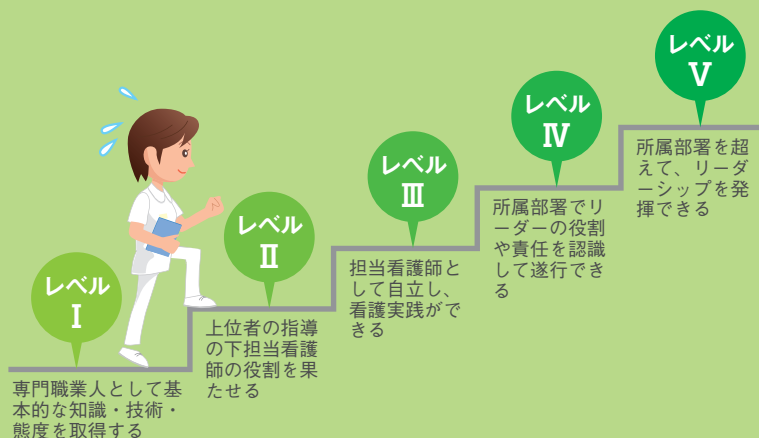 レベル
Ⅰ
専門職業人として基
本的な知識・技術・
態度を取得する
レベル
Ⅱ
上位者の指導
の下担当看護
師の役割を果
たせる
レベル
Ⅲ
担当看護師と
して自立し、
看護実践がで
きる
レベル
Ⅳ
所属部署でリ
ーダーの役割
や責任を認識
して遂行でき
る
レベル
Ⅴ
所属部署を超
えて、リーダ
ーシップを発
揮できる